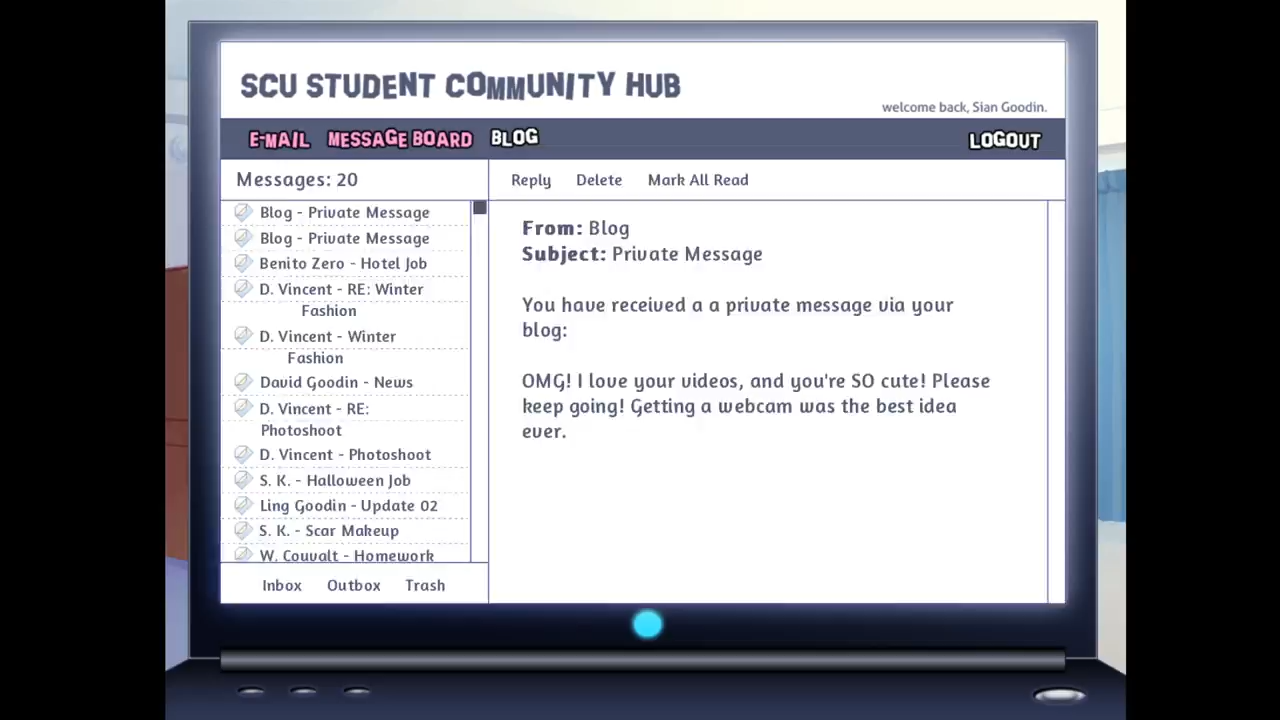 SCU STUDENT COMMUNITY HUB
welcome back, Sian Goodin.
E-MAIL MESSAGE BOARD BLOG LOGOUT
Messages: 20
Reply Delete Mark All Read
Blog - Private Message
Blog - Private Message
Benito Zero - Hotel Job
D. Vincent - RE: Winter
Fashion
D. Vincent - Winter
Fashion
David Goodin - News
D. Vincent - RE:
Photoshoot
D. Vincent - Photoshoot
S. K. - Halloween Job
Ling Goodin - Update 02
S. K. - Scar Makeup
W. Couvalt - Homework
Inbox Outbox Trash
From: Blog
Subject: Private Message
You have received a a private message via your
blog:
OMG! I love your videos, and you're SO cute! Please
keep going! Getting a webcam was the best idea
ever.